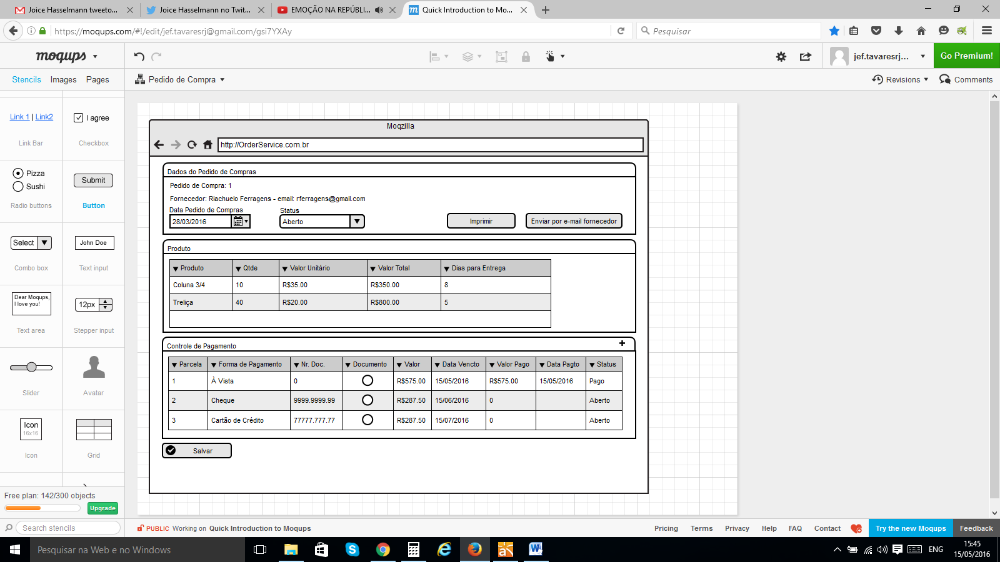 Joice Hasselmann tweeto...
Joice Hasselmann no Twit...
EMOÇÃO NA REPÚBLI...
Quick Introduction to Mo...
https://moqups.com/#!/edit/jef.tavaresrj@gmail.com/gsi7YXAy
Pesquisar
moqups
jef.tavaresrj...
Go Premium!
Stencils Images Pages
Pedido de Compra
Revisions
Comments
Link 1 | Link2
I agree
Link Bar
Checkbox
Pizza
Sushi
Submit
Radio buttons
Button
Select
John Doe
Combo box
Text input
Dear Moqups,
I love you!
12px
Text area
Stepper input
Slider
Avatar
Icon
16x16
Icon
Grid
Free plan: 142/300 objects
Upgrade
Search stencils
Moqzilla
http://OrderService.com.br
Dados do Pedido de Compras
Pedido de Compra: 1
Fornecedor: Riachuelo Ferragens - email: rferragens@gmail.com
Data Pedido de Compras
Status
28/03/2016
Aberto
Imprimir
Enviar por e-mail fornecedor
Produto
Produto Qtde Valor Unitário Valor Total Dias para Entrega
Coluna 3/4 10 R$35.00 R$350.00 8
Treliça 40 R$20.00 R$800.00 5
Controle de Pagamento
Parcela Forma de Pagamento Nr. Doc. Documento Valor Data Vencto Valor Pago Data Pagto Status
1 À Vista 0 R$575.00 15/05/2016 R$575.00 15/05/2016 Pago
2 Cheque 9999.9999.99 R$287.50 15/06/2016 0 Aberto
3 Cartão de Crédito 77777.777.77 R$287.50 15/07/2016 0 Aberto
Salvar
PUBLIC Working on Quick Introduction to Moqups
Pricing Terms Privacy Help FAQ Contact
Try the new Moqups
Feedback
Pesquisar na Web e no Windows
ENG
15:45
15/05/2016